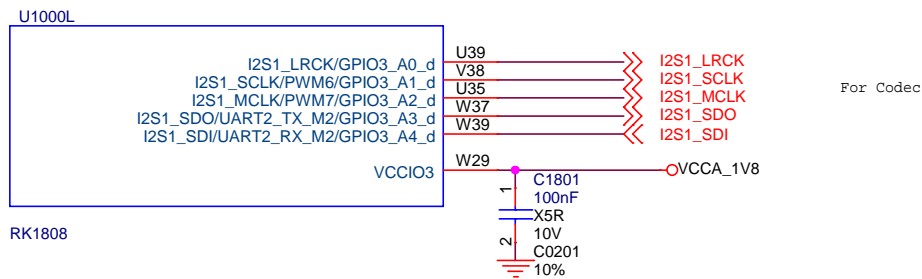 U1000L
I2S1_LRCK/GPIO3_A0_d U39 I2S1_LRCK
I2S1_SCLK/PWM6/GPIO3_A1_d V38 I2S1_SCLK For Codec
I2S1_MCLK/PWM7/GPIO3_A2_d U35 I2S1_MCLK
I2S1_SDO/UART2_TX_M2/GPIO3_A3_d W37 I2S1_SDO
I2S1_SDI/UART2_RX_M2/GPIO3_A4_d W39 I2S1_SDI
VCCIO3 W29 VCCA_1V8
1 C1801
100nF
X5R
RK1808 10V
2 C0201
10%